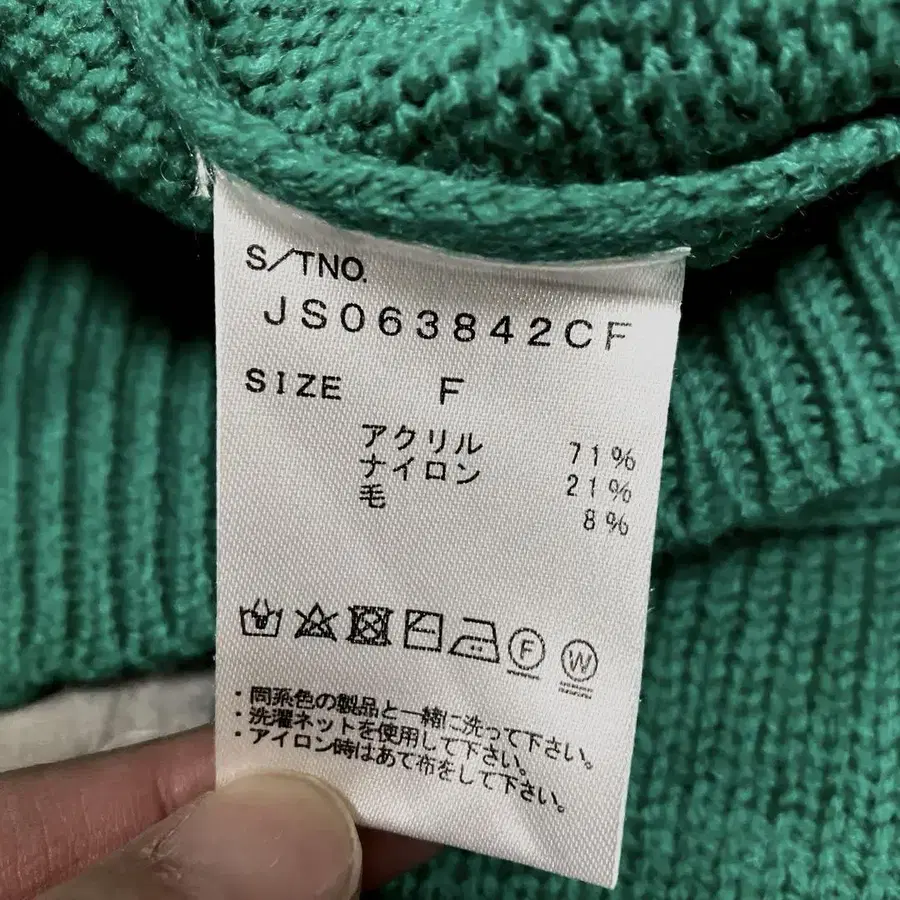 S/TNO.
JS063842CF
SIZE F
アクリル 71%
ナイロン 21%
毛 8%
F W
・同系色の製品と一緒に洗って下さい。
・洗濯ネットを使用して下さい。
・アイロン時はあて布をして下さい。